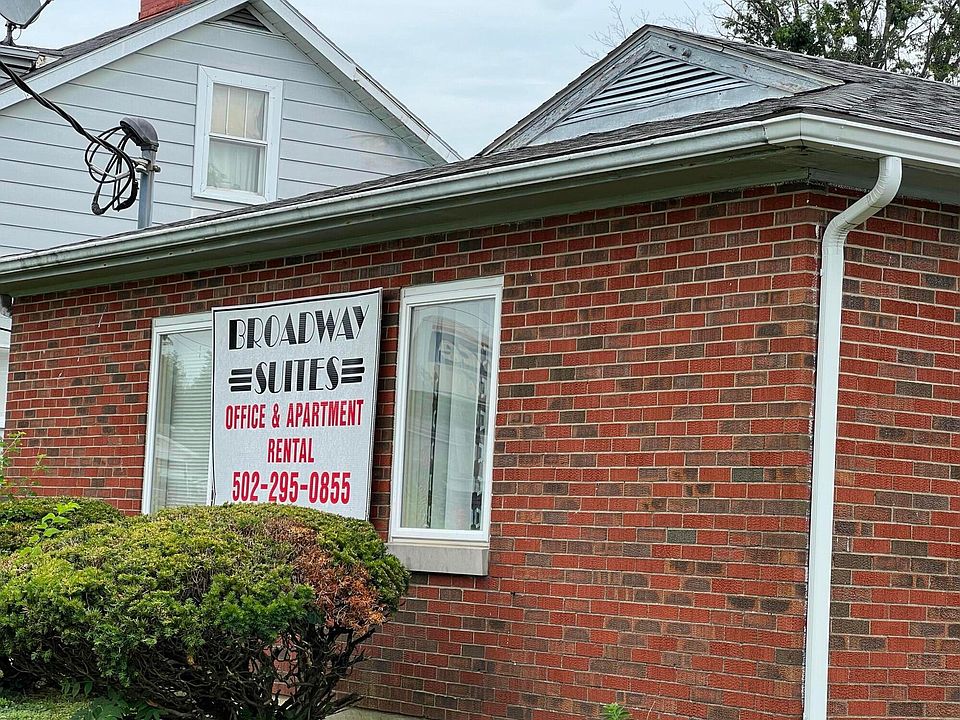 BROADWAY
SUITES
OFFICE & APARTMENT
RENTAL
502-295-0855